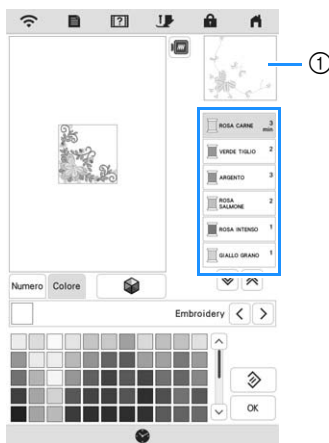 ①
ROSA CARNE 3
min
VERDE TIGLIO 2
ARGENTO 3
ROSA
SALMONE 2
ROSA INTENSO 1
GIALLO GRANO 1
Numero Colore
Embroidery < >
OK